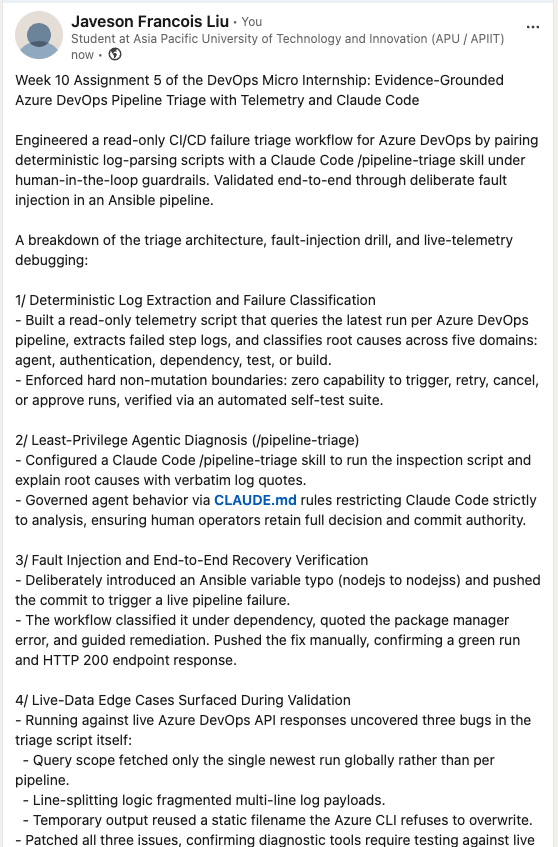 Javeson Francois Liu · You
Student at Asia Pacific University of Technology and Innovation (APU / APIIT)
now ·
Week 10 Assignment 5 of the DevOps Micro Internship: Evidence-Grounded
Azure DevOps Pipeline Triage with Telemetry and Claude Code
Engineered a read-only CI/CD failure triage workflow for Azure DevOps by pairing
deterministic log-parsing scripts with a Claude Code /pipeline-triage skill under
human-in-the-loop guardrails. Validated end-to-end through deliberate fault
injection in an Ansible pipeline.
A breakdown of the triage architecture, fault-injection drill, and live-telemetry
debugging:
1/ Deterministic Log Extraction and Failure Classification
- Built a read-only telemetry script that queries the latest run per Azure DevOps
pipeline, extracts failed step logs, and classifies root causes across five domains:
agent, authentication, dependency, test, or build.
- Enforced hard non-mutation boundaries: zero capability to trigger, retry, cancel,
or approve runs, verified via an automated self-test suite.
2/ Least-Privilege Agentic Diagnosis (/pipeline-triage)
- Configured a Claude Code /pipeline-triage skill to run the inspection script and
explain root causes with verbatim log quotes.
- Governed agent behavior via CLAUDE.md rules restricting Claude Code strictly
to analysis, ensuring human operators retain full decision and commit authority.
3/ Fault Injection and End-to-End Recovery Verification
- Deliberately introduced an Ansible variable typo (nodejs to nodejss) and pushed
the commit to trigger a live pipeline failure.
- The workflow classified it under dependency, quoted the package manager
error, and guided remediation. Pushed the fix manually, confirming a green run
and HTTP 200 endpoint response.
4/ Live-Data Edge Cases Surfaced During Validation
- Running against live Azure DevOps API responses uncovered three bugs in the
triage script itself:
- Query scope fetched only the single newest run globally rather than per
pipeline.
- Line-splitting logic fragmented multi-line log payloads.
- Temporary output reused a static filename the Azure CLI refuses to overwrite.
- Patched all three issues, confirming diagnostic tools require testing against live